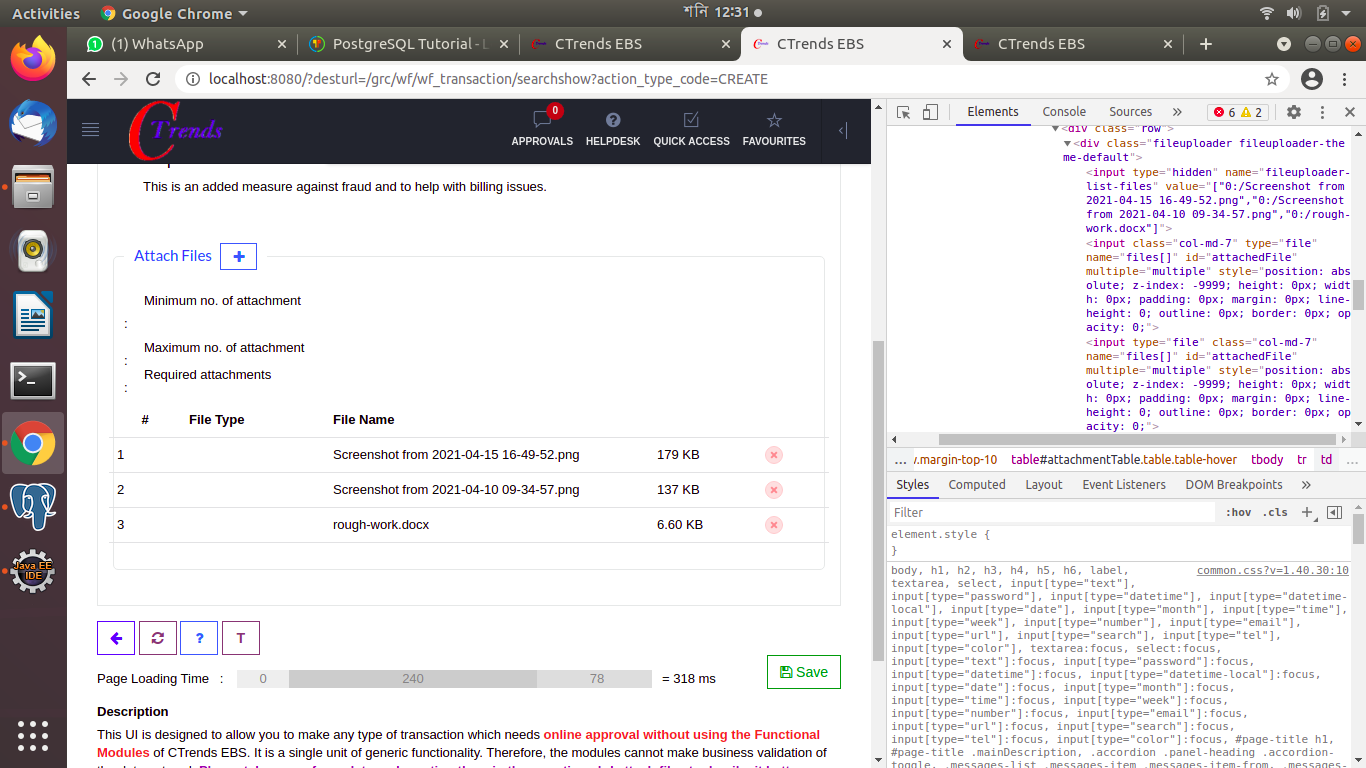 Activities
Google Chrome
শনি 12:31
(1) WhatsApp
PostgreSQL Tutorial - L
CTrends EBS
CTrends EBS
CTrends EBS
localhost:8080/?desturl=/grc/wf/wf_transaction/searchshow?action_type_code=CREATE
CTrends
0
APPROVALS
HELPDESK
QUICK ACCESS
FAVOURITES
This is an added measure against fraud and to help with billing issues.
Attach Files
Minimum no. of attachment
:
Maximum no. of attachment
:
Required attachments
:
# File Type File Name
1 Screenshot from 2021-04-15 16-49-52.png 179 KB
2 Screenshot from 2021-04-10 09-34-57.png 137 KB
3 rough-work.docx 6.60 KB
?
T
Page Loading Time : 0 240 78 = 318 ms
Save
Description
This UI is designed to allow you to make any type of transaction which needs online approval without using the Functional
Modules of CTrends EBS. It is a single unit of generic functionality. Therefore, the modules cannot make business validation of
Java EE
IDE
Elements
Console
Sources
»
6
2
<div class="row">
<div class="fileuploader fileuploader-the
me-default">
<input type="hidden" name="fileuploader-
list-files" value="["0:/Screenshot from
2021-04-15 16-49-52.png","0:/Screenshot
from 2021-04-10 09-34-57.png","0:/rough-
work.docx"]">
<input class="col-md-7" type="file"
name="files[]" id="attachedFile"
multiple="multiple" style="position: abs
olute; z-index: -9999; height: 0px; widt
h: 0px; padding: 0px; margin: 0px; line-
height: 0; outline: 0px; border: 0px; op
acity: 0;">
<input type="file" class="col-md-7"
name="files[]" id="attachedFile"
multiple="multiple" style="position: abs
olute; z-index: -9999; height: 0px; widt
h: 0px; padding: 0px; margin: 0px; line-
height: 0; outline: 0px; border: 0px; op
acity: 0;">
... v.margin-top-10 table#attachmentTable.table.table-hover tbody tr td ...
Styles
Computed
Layout
Event Listeners
DOM Breakpoints
»
Filter
:hov
.cls
element.style {
}
body, h1, h2, h3, h4, h5, h6, label, common.css?v=1.40.30:10
textarea, select, input[type="text"],
input[type="password"], input[type="datetime"], input[type="datetime-
local"], input[type="date"], input[type="month"], input[type="time"],
input[type="week"], input[type="number"], input[type="email"],
input[type="url"], input[type="search"], input[type="tel"],
input[type="color"], textarea:focus, select:focus,
input[type="text"]:focus, input[type="password"]:focus,
input[type="datetime"]:focus, input[type="datetime-local"]:focus,
input[type="date"]:focus, input[type="month"]:focus,
input[type="time"]:focus, input[type="week"]:focus,
input[type="number"]:focus, input[type="email"]:focus,
input[type="url"]:focus, input[type="search"]:focus,
input[type="tel"]:focus, input[type="color"]:focus, #page-title h1,
#page-title .mainDescription, .accordion .panel-heading .accordion-
toggle, .messages-list .messages-item .messages-item-from, .messages-